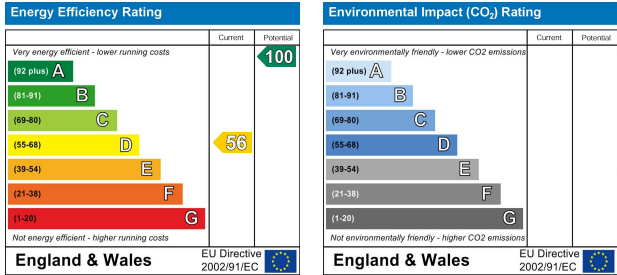 Energy Efficiency Rating
Current Potential
Very energy efficient - lower running costs
(92 plus) A
100
(81-91) B
(69-80) C
(55-68) D
56
(39-54) E
(21-38) F
(1-20) G
Not energy efficient - higher running costs
England & Wales
EU Directive
2002/91/EC
Environmental Impact (CO2) Rating
Current Potential
Very environmentally friendly - lower CO2 emissions
(92 plus) A
(81-91) B
(69-80) C
(55-68) D
(39-54) E
(21-38) F
(1-20) G
Not environmentally friendly - higher CO2 emissions
England & Wales
EU Directive
2002/91/EC